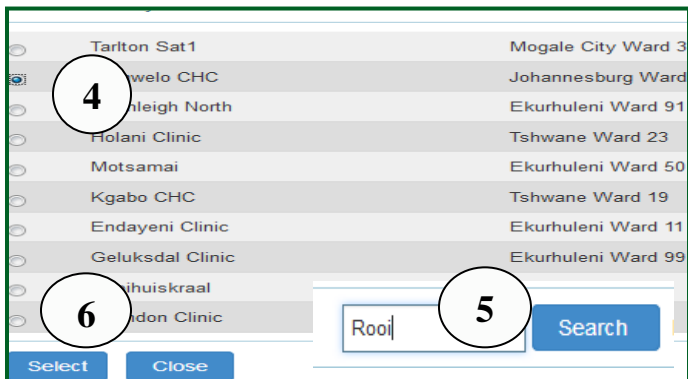 Tarlton Sat1 Mogale City Ward 3
4 welo CHC Johannesburg Ward
leigh North Ekurhuleni Ward 91
Holani Clinic Tshwane Ward 23
Motsamai Ekurhuleni Ward 50
Kgabo CHC Tshwane Ward 19
Endayeni Clinic Ekurhuleni Ward 11
Geluksdal Clinic Ekurhuleni Ward 99
ihuiskraal
6 don Clinic
Rooi 5 Search
Select Close